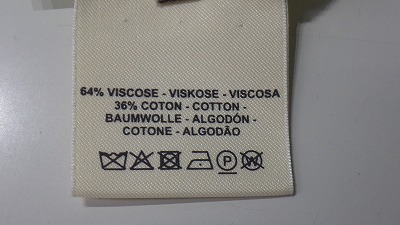 64% VISCOSE - VISKOSE - VISCOSA
36% COTON - COTTON -
BAUMWOLLE - ALGODÓN -
COTONE - ALGODÃO
P W